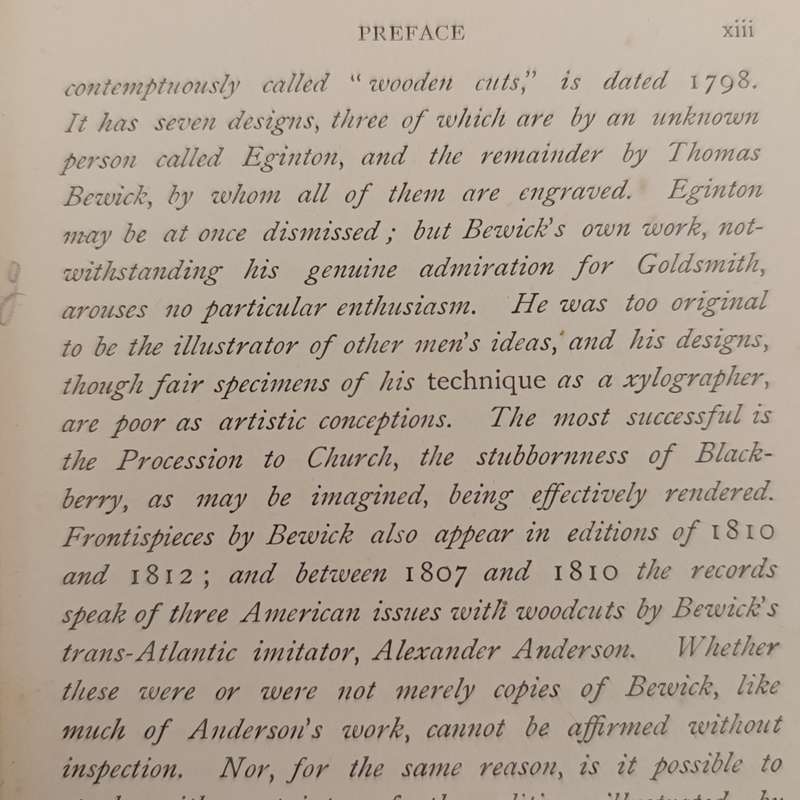 PREFACE xiii
contemptuously called “wooden cuts,” is dated 1798.
It has seven designs, three of which are by an unknown
person called Eginton, and the remainder by Thomas
Bewick, by whom all of them are engraved. Eginton
may be at once dismissed; but Bewick's own work, not-
withstanding his genuine admiration for Goldsmith,
arouses no particular enthusiasm. He was too original
to be the illustrator of other men's ideas, and his designs,
though fair specimens of his technique as a xylographer,
are poor as artistic conceptions. The most successful is
the Procession to Church, the stubbornness of Black-
berry, as may be imagined, being effectively rendered.
Frontispieces by Bewick also appear in editions of 1810
and 1812; and between 1807 and 1810 the records
speak of three American issues with woodcuts by Bewick's
trans-Atlantic imitator, Alexander Anderson. Whether
these were or were not merely copies of Bewick, like
much of Anderson's work, cannot be affirmed without
inspection. Nor, for the same reason, is it possible to